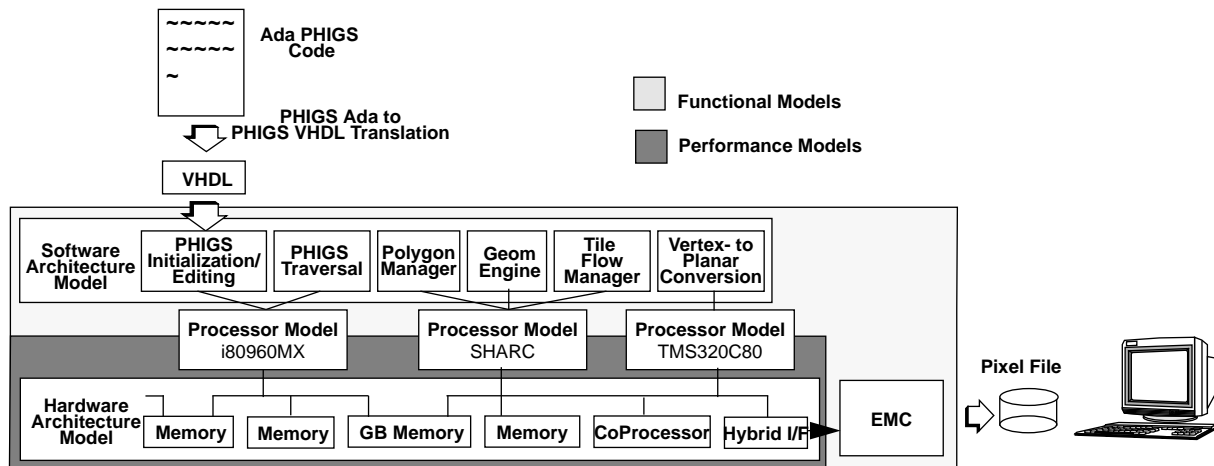 ~~~~~
~~~~~
~
Ada PHIGS
Code
PHIGS Ada to
PHIGS VHDL Translation
VHDL
Functional Models
Performance Models
Software
Architecture
Model
PHIGS
Initialization/
Editing
PHIGS
Traversal
Polygon
Manager
Geom
Engine
Tile
Flow
Manager
Vertex- to
Planar
Conversion
Processor Model
i80960MX
Processor Model
SHARC
Processor Model
TMS320C80
Hardware
Architecture
Model
Memory
Memory
GB Memory
Memory
CoProcessor
Hybrid I/F
EMC
Pixel File